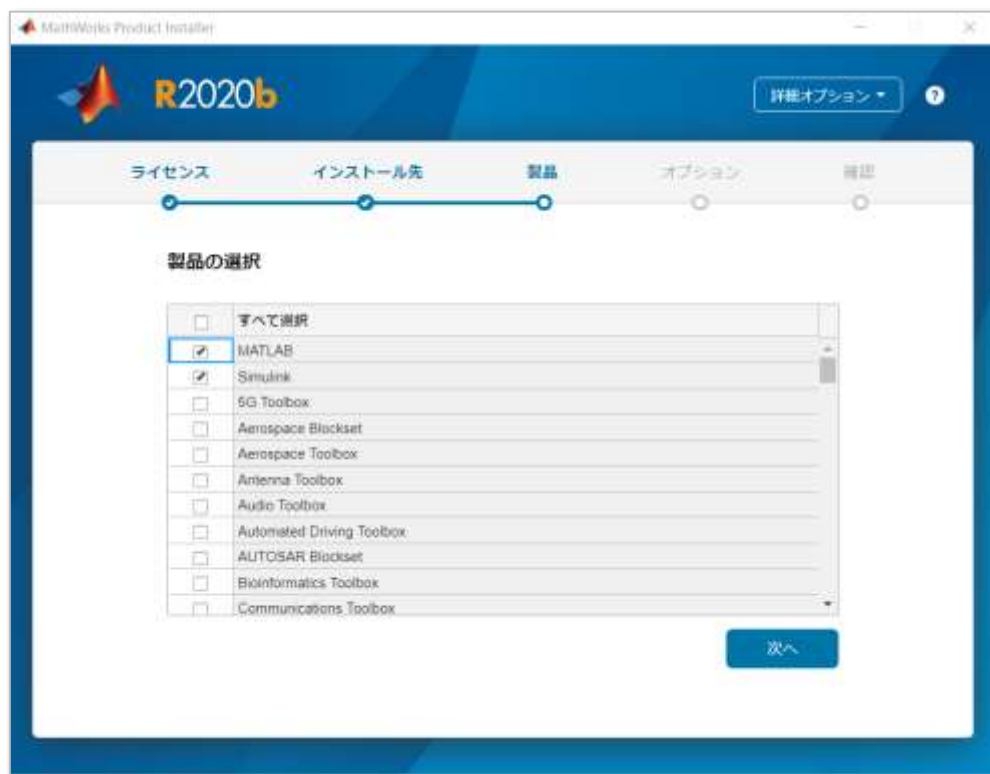 MathWorks Product Installer
R2020b
詳細オプション
?
ライセンス インストール先 製品 オプション 確認
製品の選択
すべて選択
MATLAB
Simulink
5G Toolbox
Aerospace Blockset
Aerospace Toolbox
Antenna Toolbox
Audio Toolbox
Automated Driving Toolbox
AUTOSAR Blockset
Bioinformatics Toolbox
Communications Toolbox
次へ